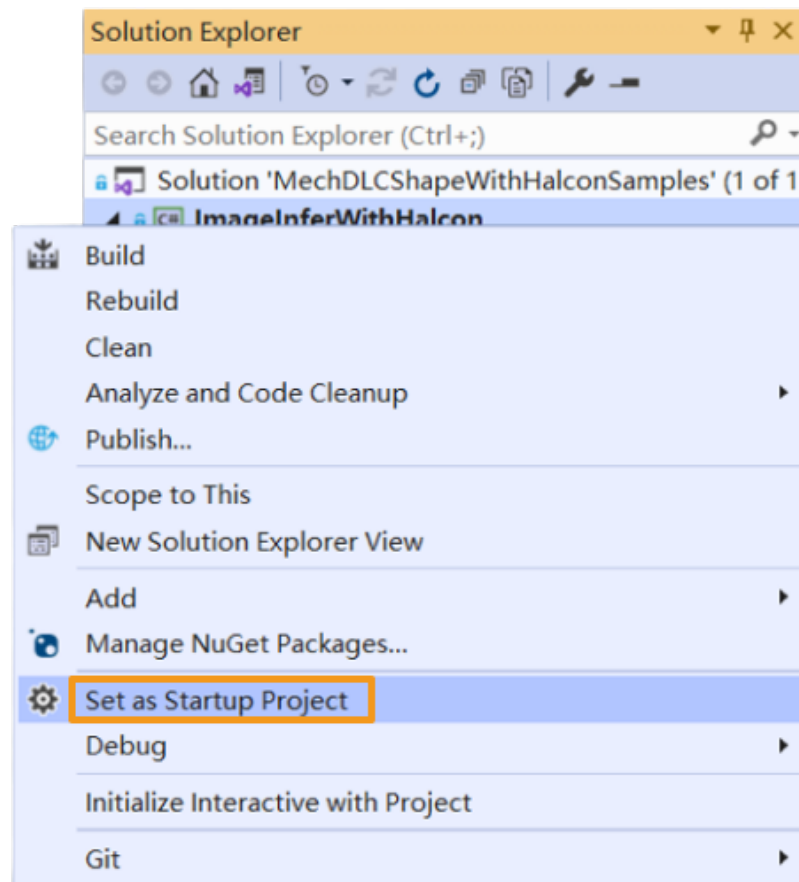 Solution Explorer
Search Solution Explorer (Ctrl+;)
Solution 'MechDLCShapeWithHalconSamples' (1 of 1
C# ImageInferWithHalcon
Build
Rebuild
Clean
Analyze and Code Cleanup
Publish...
Scope to This
New Solution Explorer View
Add
Manage NuGet Packages...
Set as Startup Project
Debug
Initialize Interactive with Project
Git